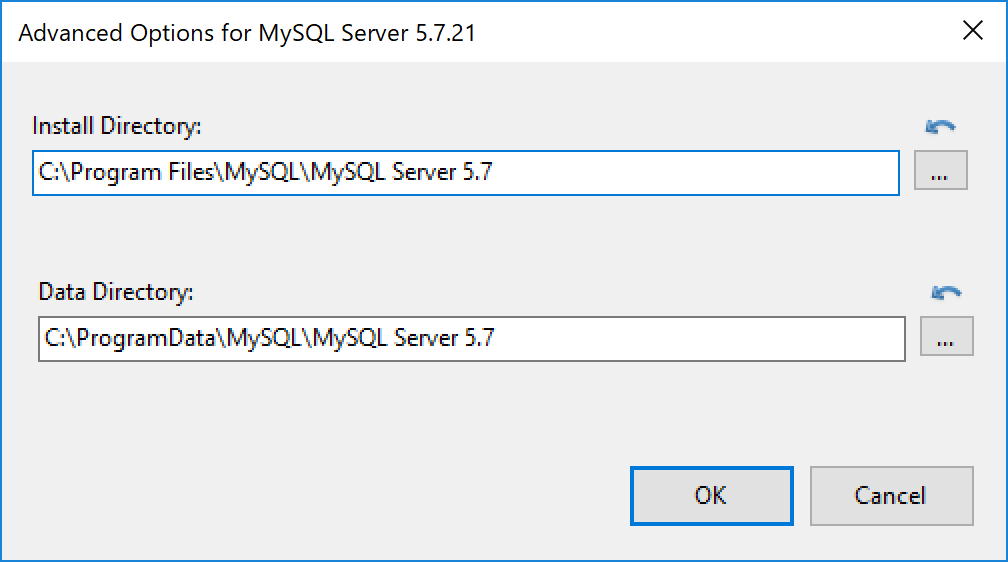 Advanced Options for MySQL Server 5.7.21
Install Directory:
C:\Program Files\MySQL\MySQL Server 5.7
...
Data Directory:
C:\ProgramData\MySQL\MySQL Server 5.7
...
OK
Cancel